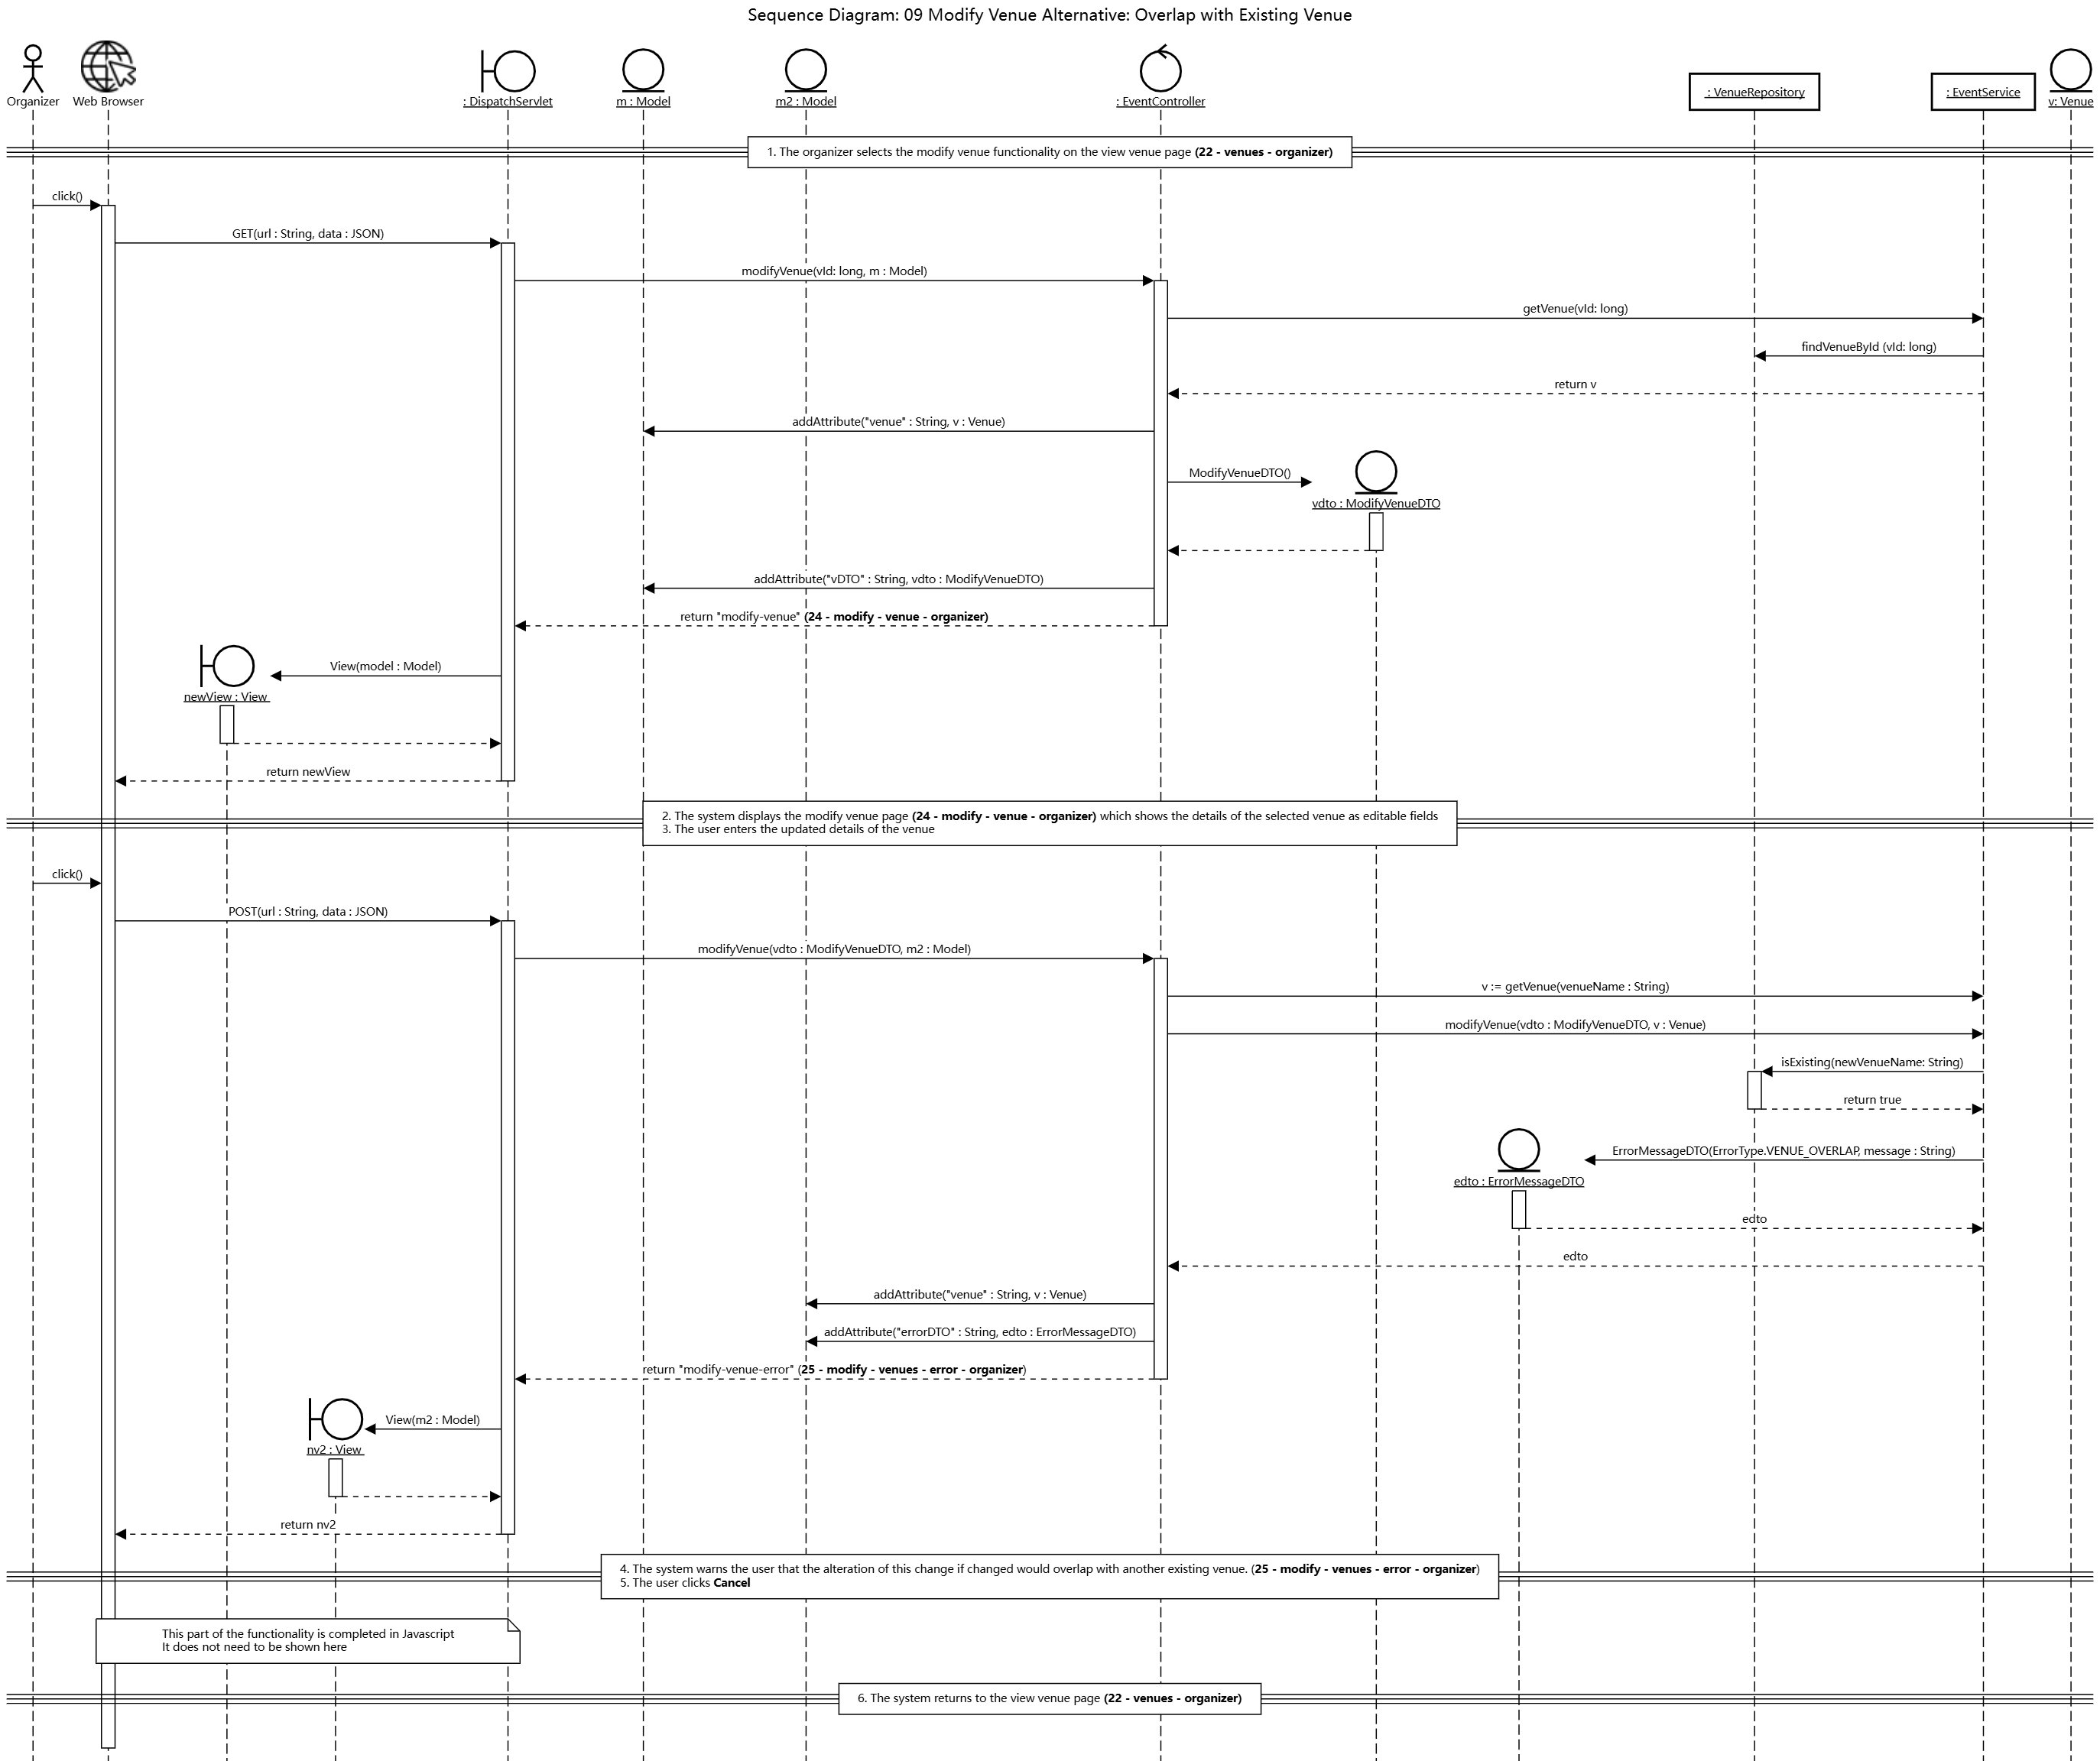 Sequence Diagram: 09 Modify Venue Alternative: Overlap with Existing Venue
Organizer
Web Browser
: DispatchServlet
m : Model
m2 : Model
: EventController
: VenueRepository
: EventService
v: Venue
1. The organizer selects the modify venue functionality on the view venue page (22 - venues - organizer)
click()
GET(url : String, data : JSON)
modifyVenue(vId: long, m : Model)
getVenue(vId: long)
findVenueById (vId: long)
return v
addAttribute("venue" : String, v : Venue)
ModifyVenueDTO()
vdto : ModifyVenueDTO
addAttribute("vDTO" : String, vdto : ModifyVenueDTO)
return "modify-venue" (24 - modify - venue - organizer)
View(model : Model)
newView : View
return newView
2. The system displays the modify venue page (24 - modify - venue - organizer) which shows the details of the selected venue as editable fields
3. The user enters the updated details of the venue
click()
POST(url : String, data : JSON)
modifyVenue(vdto : ModifyVenueDTO, m2 : Model)
v := getVenue(venueName : String)
modifyVenue(vdto : ModifyVenueDTO, v : Venue)
isExisting(newVenueName: String)
return true
ErrorMessageDTO(ErrorType.VENUE_OVERLAP, message : String)
edto : ErrorMessageDTO
edto
edto
addAttribute("venue" : String, v : Venue)
addAttribute("errorDTO" : String, edto : ErrorMessageDTO)
return "modify-venue-error" (25 - modify - venues - error - organizer)
View(m2 : Model)
nv2 : View
return nv2
4. The system warns the user that the alteration of this change if changed would overlap with another existing venue. (25 - modify - venues - error - organizer)
5. The user clicks Cancel
This part of the functionality is completed in Javascript
It does not need to be shown here
6. The system returns to the view venue page (22 - venues - organizer)